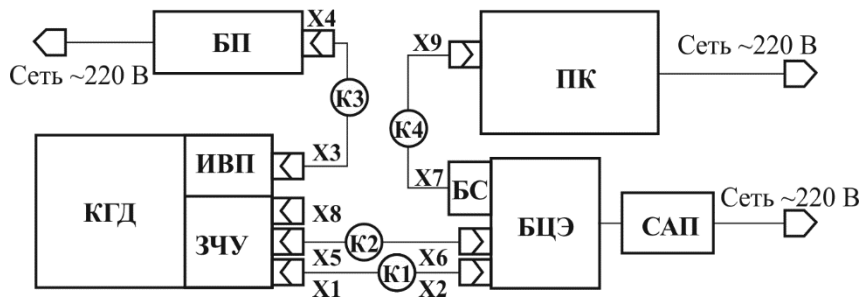 X4
БП
Сеть ~220 В
К3
X9
ПК
Сеть ~220 В
К4
КГД
ИВП
X3
X7
БС
БЦЭ
САП
Сеть ~220 В
ЗЧУ
X8
К2
X5
X6
К1
X1
X2